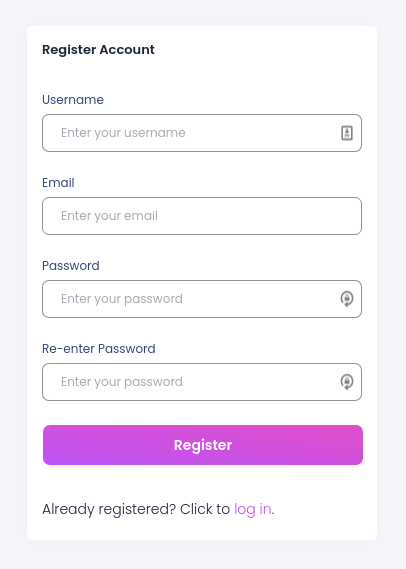 Register Account
Username
Enter your username
Email
Enter your email
Password
Enter your password
Re-enter Password
Enter your password
Register
Already registered? Click to log in.